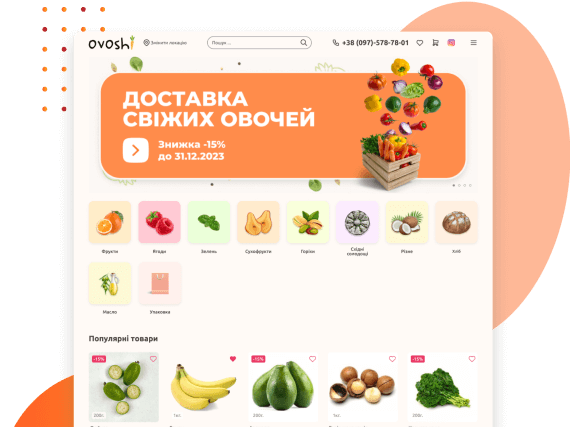 ovoshi
Змінити локацію
Пошук ...
+38 (097)-578-78-01
ДОСТАВКА
СВІЖИХ ОВОЧЕЙ
Знижка -15%
до 31.12.2023
Фрукти
Ягоди
Зелень
Сухофрукти
Горіхи
Східні
солодощі
Різне
Хліб
Масло
Упаковка
Популярні товари
-15%
-15%
-15%
200г.
1кг.
200г.
1кг.
200г.